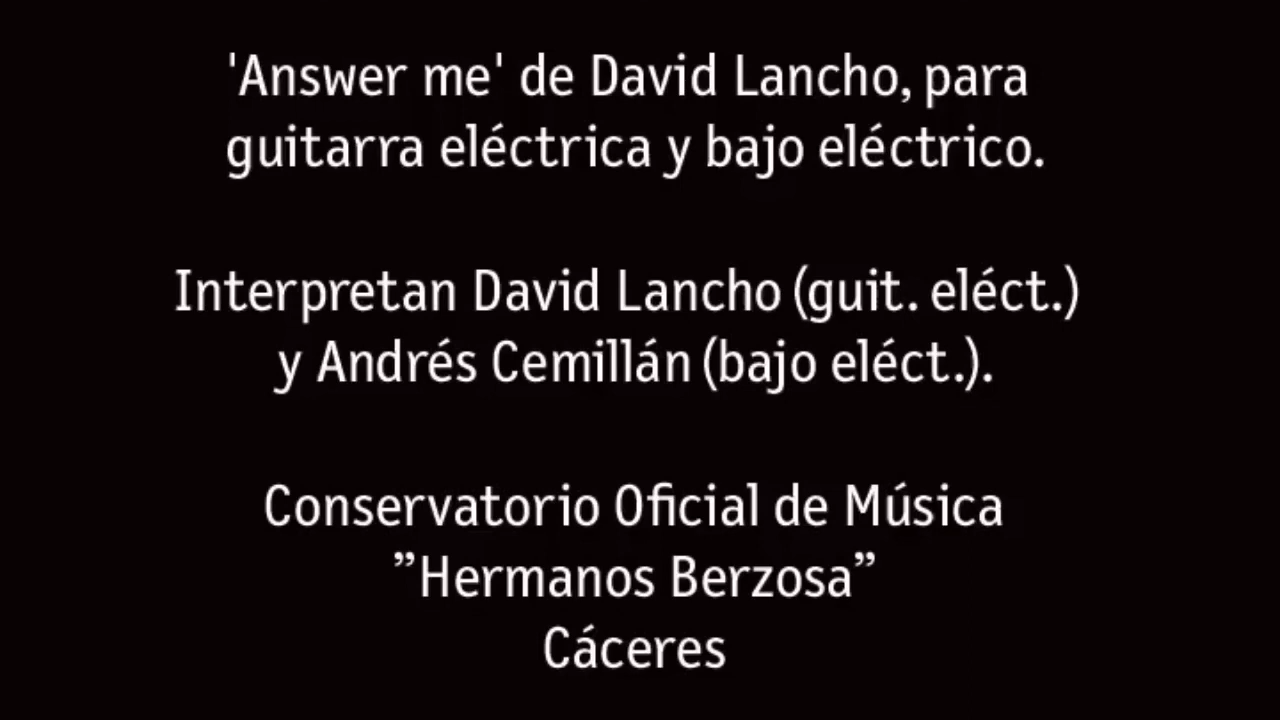 'Answer me' de David Lancho, para
guitarra eléctrica y bajo eléctrico.
Interpretan David Lancho (guit. eléct.)
y Andrés Cemillán (bajo eléct.).
Conservatorio Oficial de Música
”Hermanos Berzosa”
Cáceres